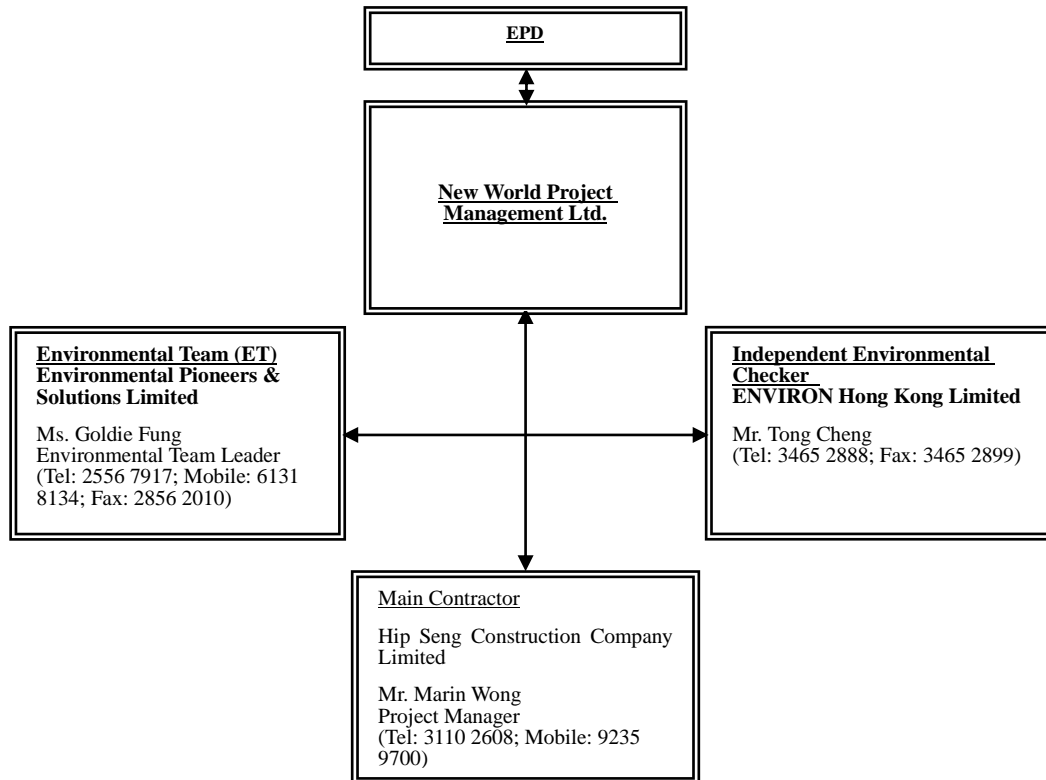 EPD
New World Project
Management Ltd.
Environmental Team (ET)
Environmental Pioneers &
Solutions Limited
Ms. Goldie Fung
Environmental Team Leader
(Tel: 2556 7917; Mobile: 6131
8134; Fax: 2856 2010)
Independent Environmental
Checker
ENVIRON Hong Kong Limited
Mr. Tong Cheng
(Tel: 3465 2888; Fax: 3465 2899)
Main Contractor
Hip Seng Construction Company
Limited
Mr. Marin Wong
Project Manager
(Tel: 3110 2608; Mobile: 9235
9700)